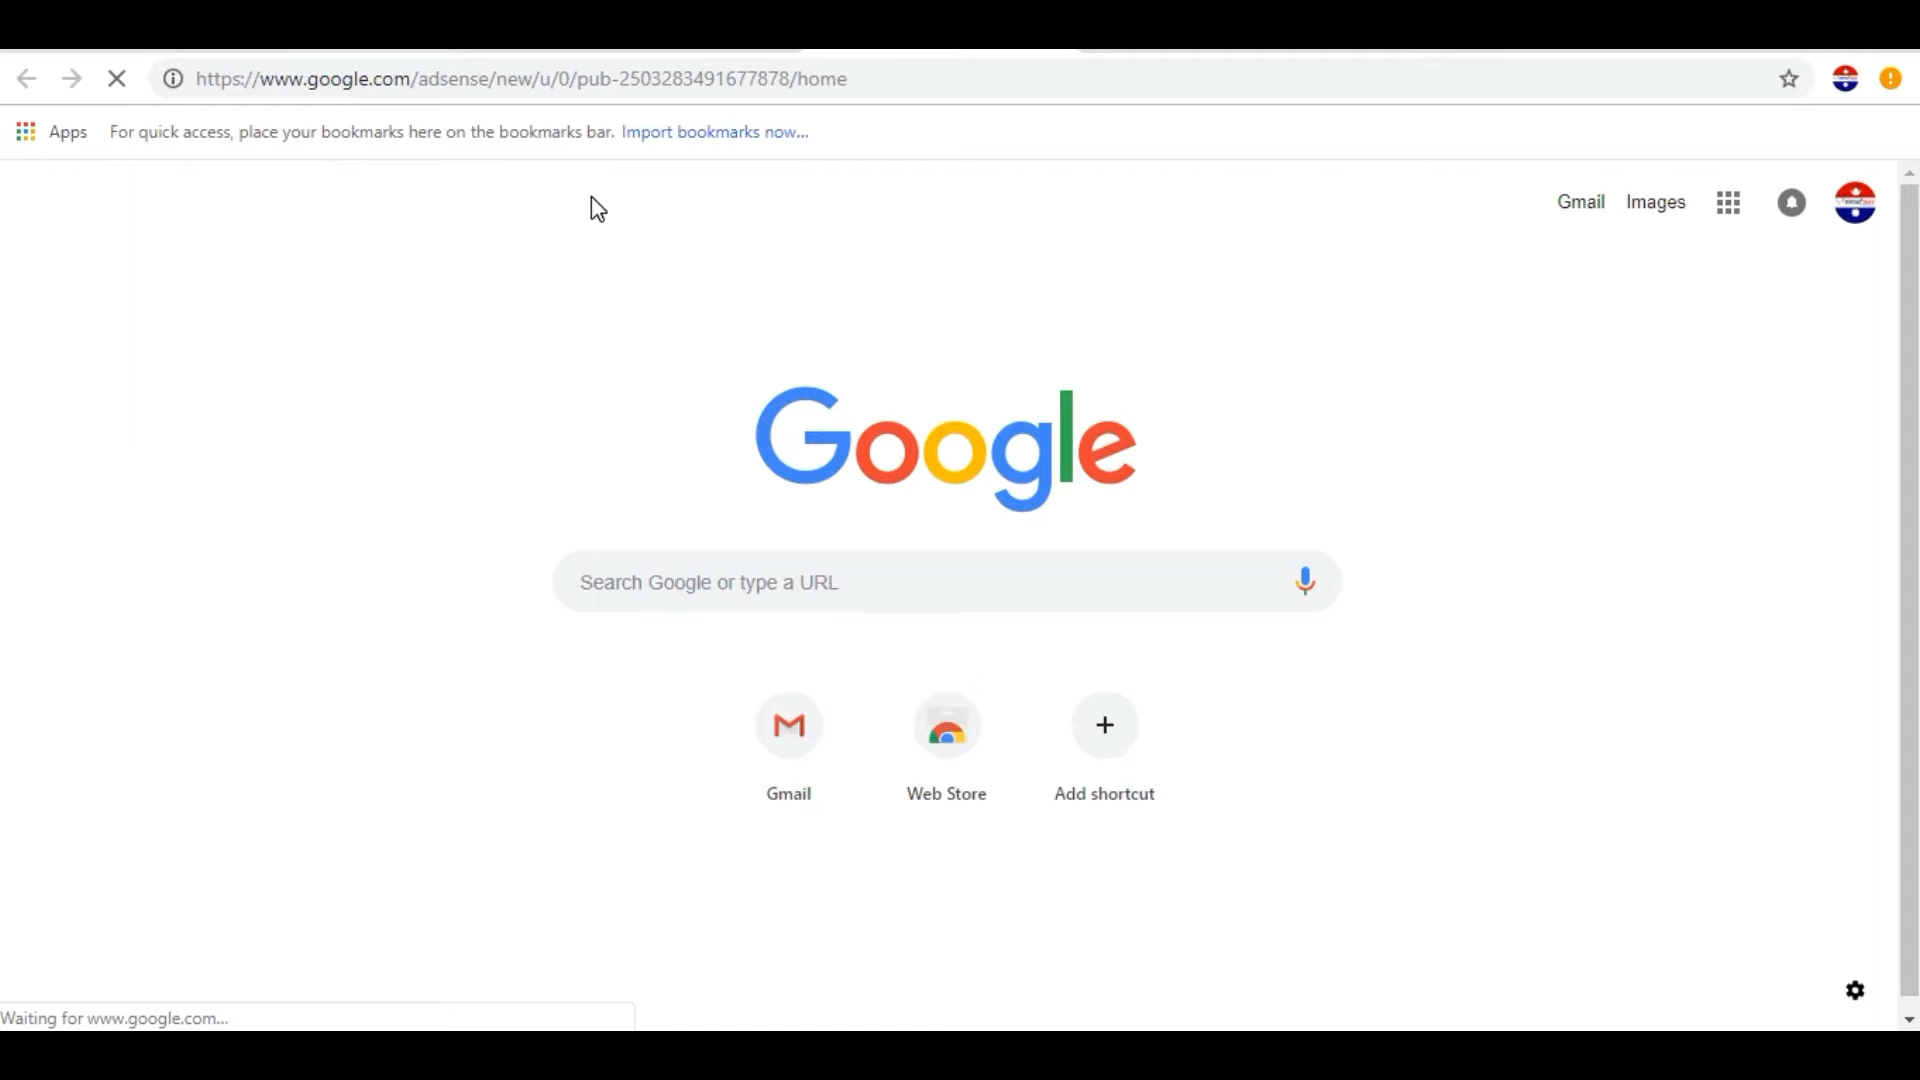 https://www.google.com/adsense/new/u/0/pub-2503283491677878/home
Apps For quick access, place your bookmarks here on the bookmarks bar. Import bookmarks now...
Gmail Images
Google
Search Google or type a URL
Gmail Web Store Add shortcut
Waiting for www.google.com...